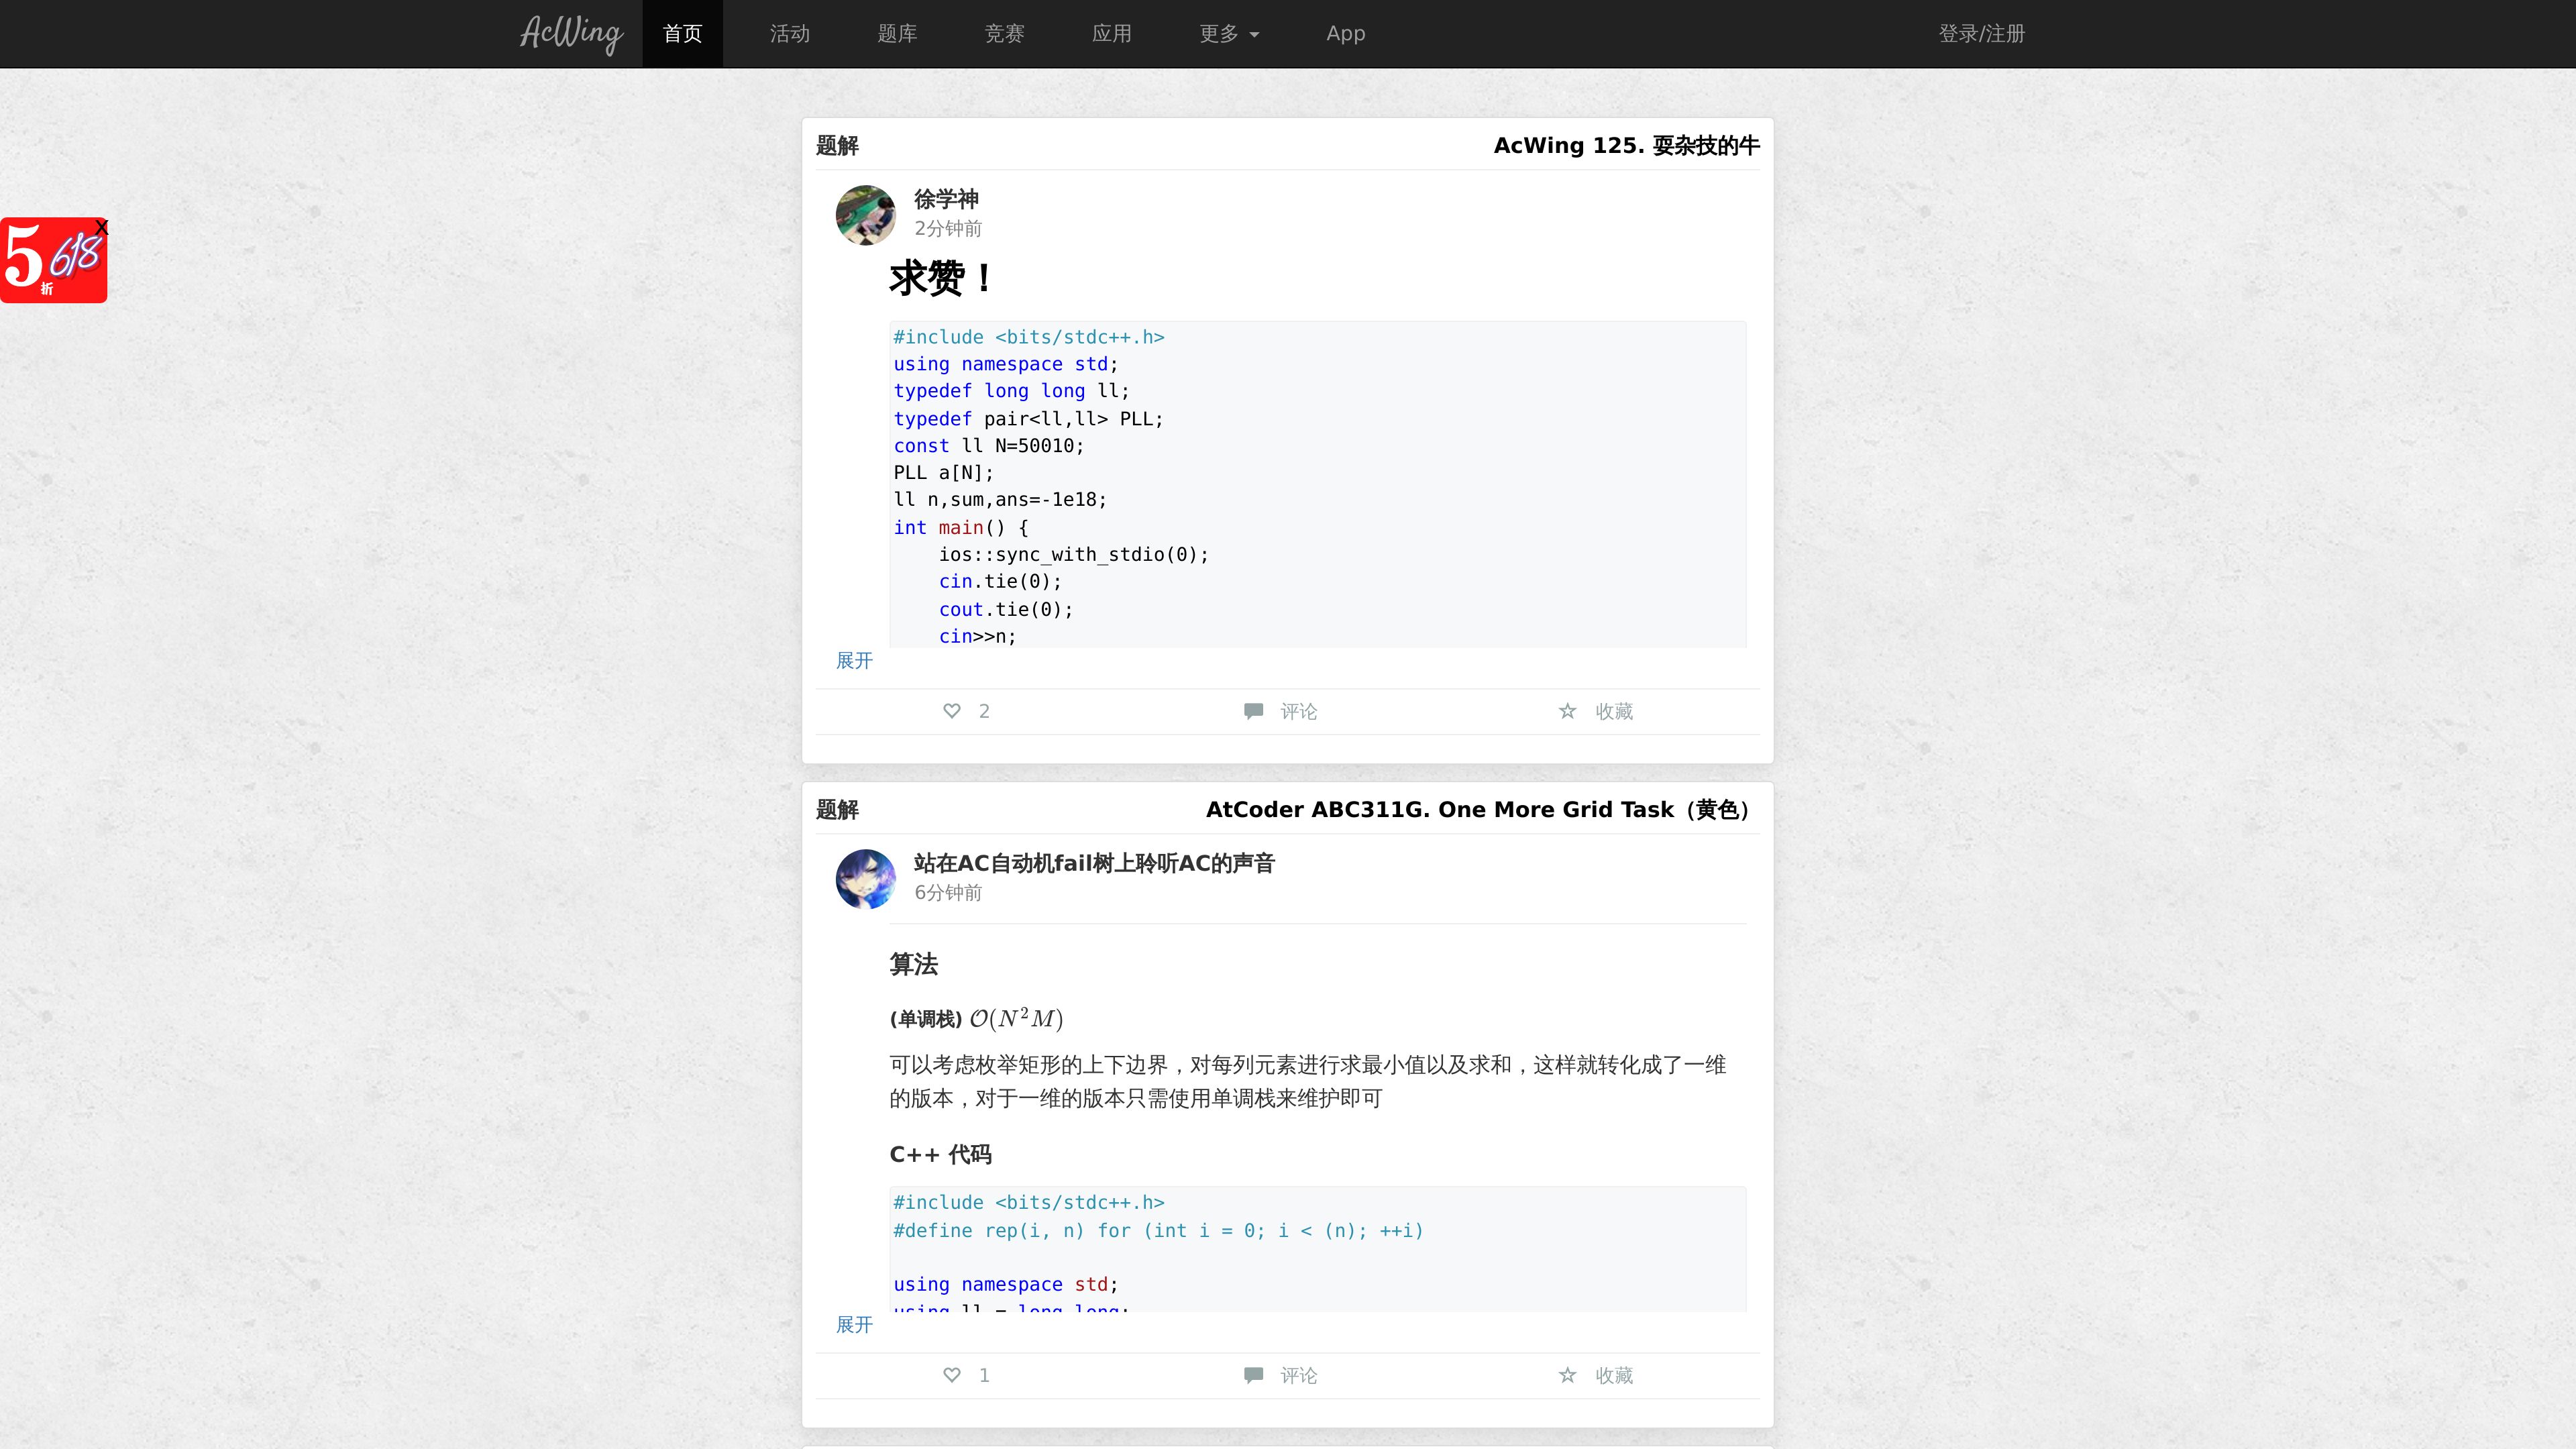 AcWing 首页 活动 题库 竞赛 应用 更多 App 登录/注册
X
5 618
折
题解 AcWing 125. 耍杂技的牛
徐学神
2分钟前
求赞！
#include <bits/stdc++.h>
using namespace std;
typedef long long ll;
typedef pair<ll,ll> PLL;
const ll N=50010;
PLL a[N];
ll n,sum,ans=-1e18;
int main() {
    ios::sync_with_stdio(0);
    cin.tie(0);
    cout.tie(0);
    cin>>n;
展开
2 评论 收藏
题解 AtCoder ABC311G. One More Grid Task（黄色）
站在AC自动机fail树上聆听AC的声音
6分钟前
算法
(单调栈) O(N²M)
可以考虑枚举矩形的上下边界，对每列元素进行求最小值以及求和，这样就转化成了一维
的版本，对于一维的版本只需使用单调栈来维护即可
C++ 代码
#include <bits/stdc++.h>
#define rep(i, n) for (int i = 0; i < (n); ++i)
using namespace std;
using ll = long long;
展开
1 评论 收藏